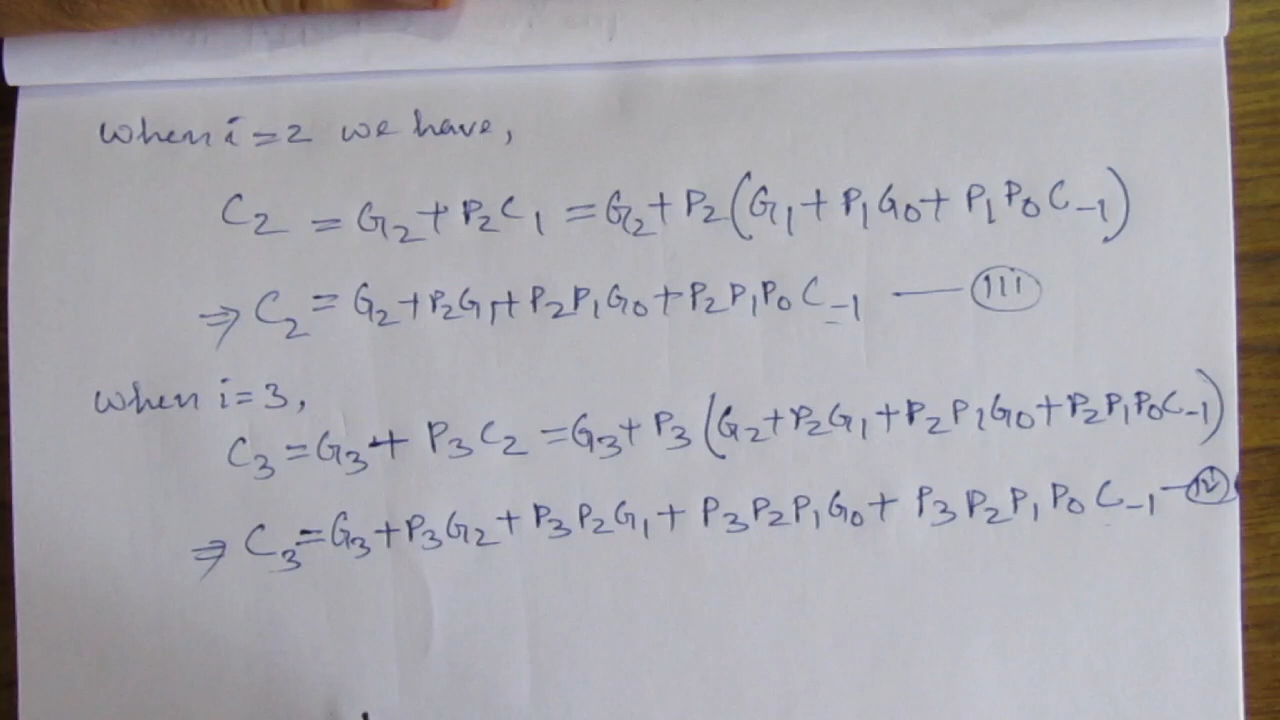 when i = 2 we have,
C₂ = G₂ + P₂C₁ = G₂ + P₂(G₁ + P₁G₀ + P₁P₀C₋₁)
⇒ C₂ = G₂ + P₂G₁ + P₂P₁G₀ + P₂P₁P₀C₋₁ — III
when i = 3,
C₃ = G₃ + P₃C₂ = G₃ + P₃(G₂ + P₂G₁ + P₂P₁G₀ + P₂P₁P₀C₋₁)
⇒ C₃ = G₃ + P₃G₂ + P₃P₂G₁ + P₃P₂P₁G₀ + P₃P₂P₁P₀C₋₁ — IV